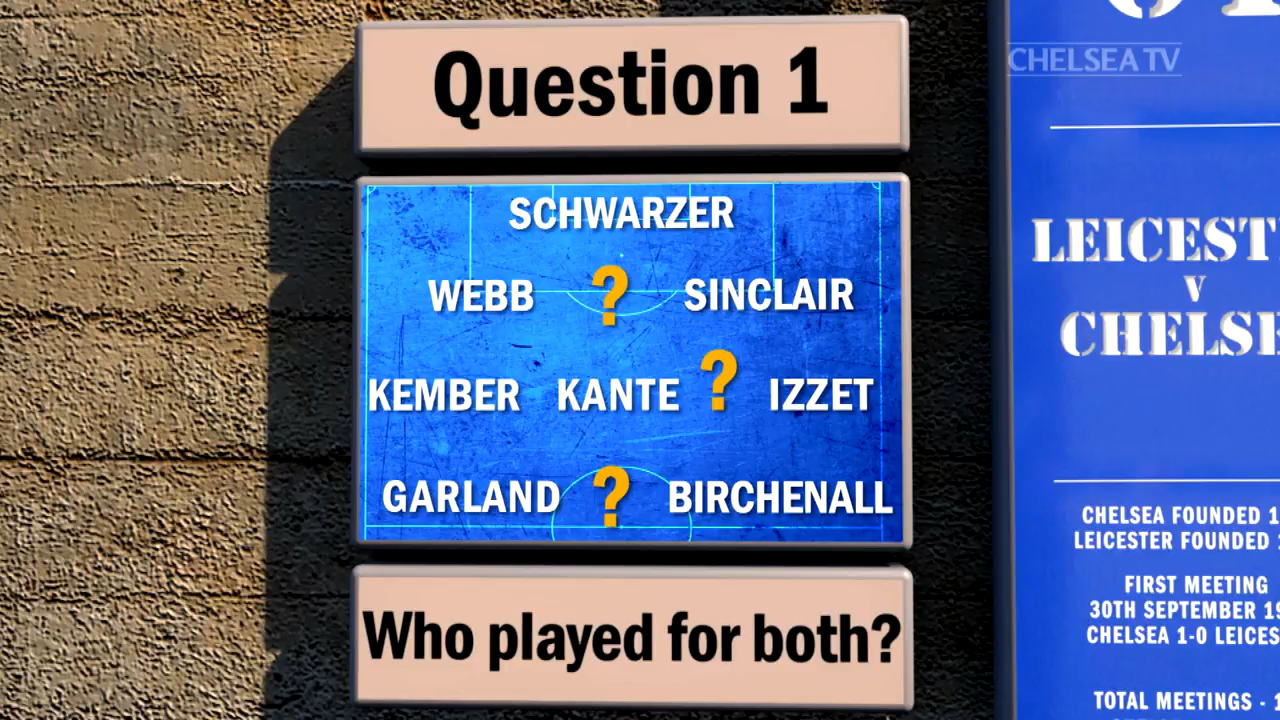 Question 1
CHELSEA TV
SCHWARZER
WEBB ? SINCLAIR
KEMBER KANTE ? IZZET
GARLAND ? BIRCHENALL
Who played for both?
LEICEST
V
CHELSE
CHELSEA FOUNDED 1
LEICESTER FOUNDED
FIRST MEETING
30TH SEPTEMBER 19
CHELSEA 1-0 LEICES
TOTAL MEETINGS - 1